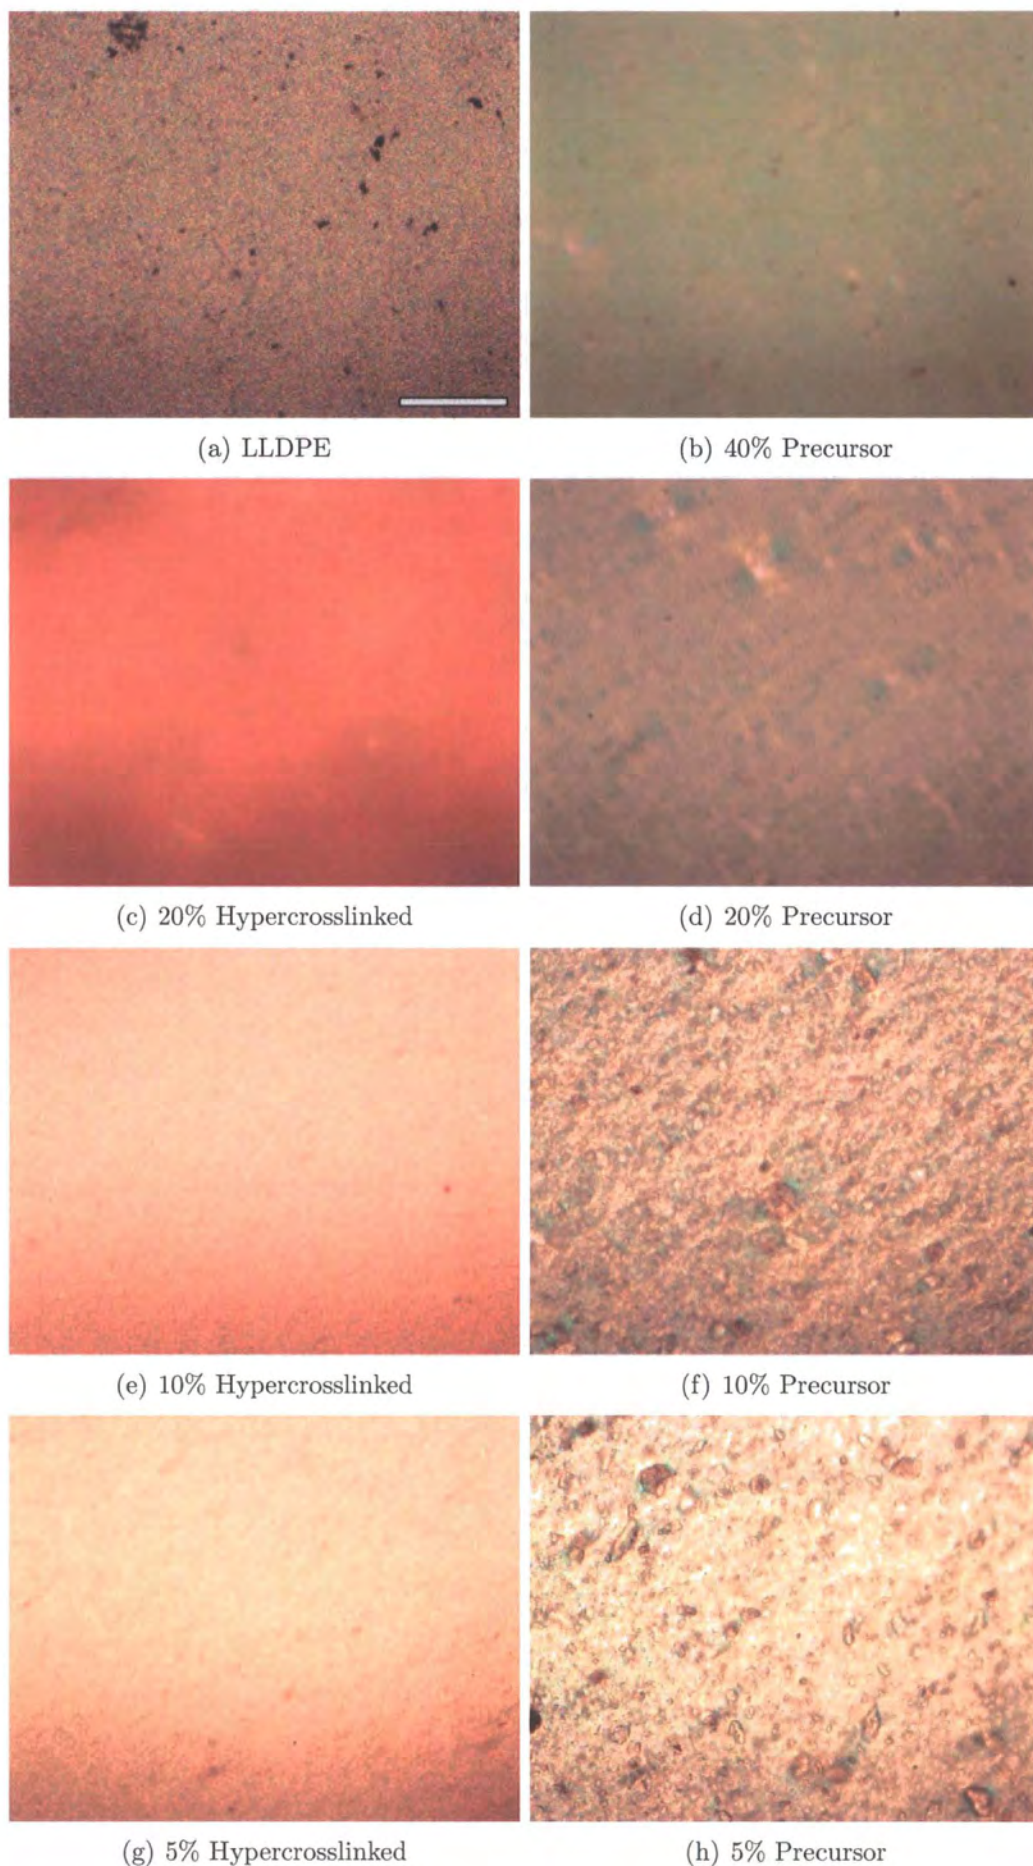 (a) LLDPE
(b) 40% Precursor
(c) 20% Hypercrosslinked
(d) 20% Precursor
(e) 10% Hypercrosslinked
(f) 10% Precursor
(g) 5% Hypercrosslinked
(h) 5% Precursor